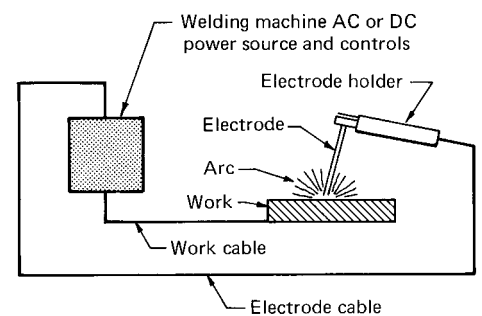 Welding machine AC or DC
power source and controls
Electrode holder
Electrode
Arc
Work
Work cable
Electrode cable